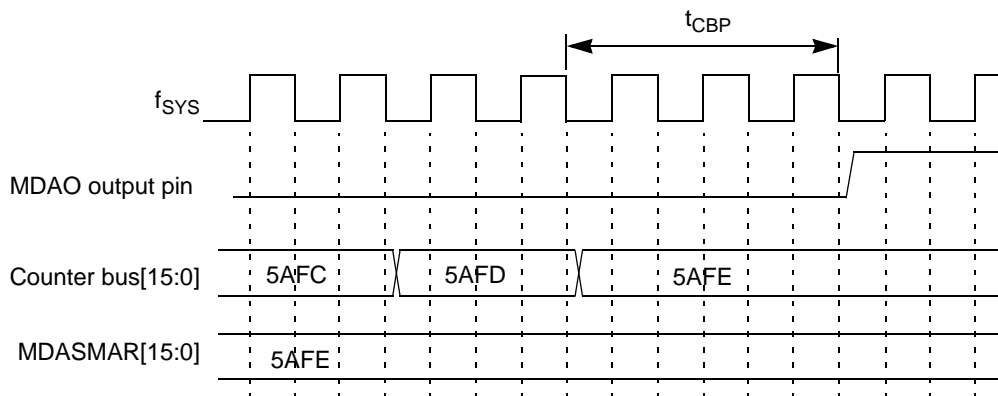 tCBP
fSYS
MDAO output pin
Counter bus[15:0] 5AFC 5AFD 5AFE
MDASMAR[15:0] 5AFE